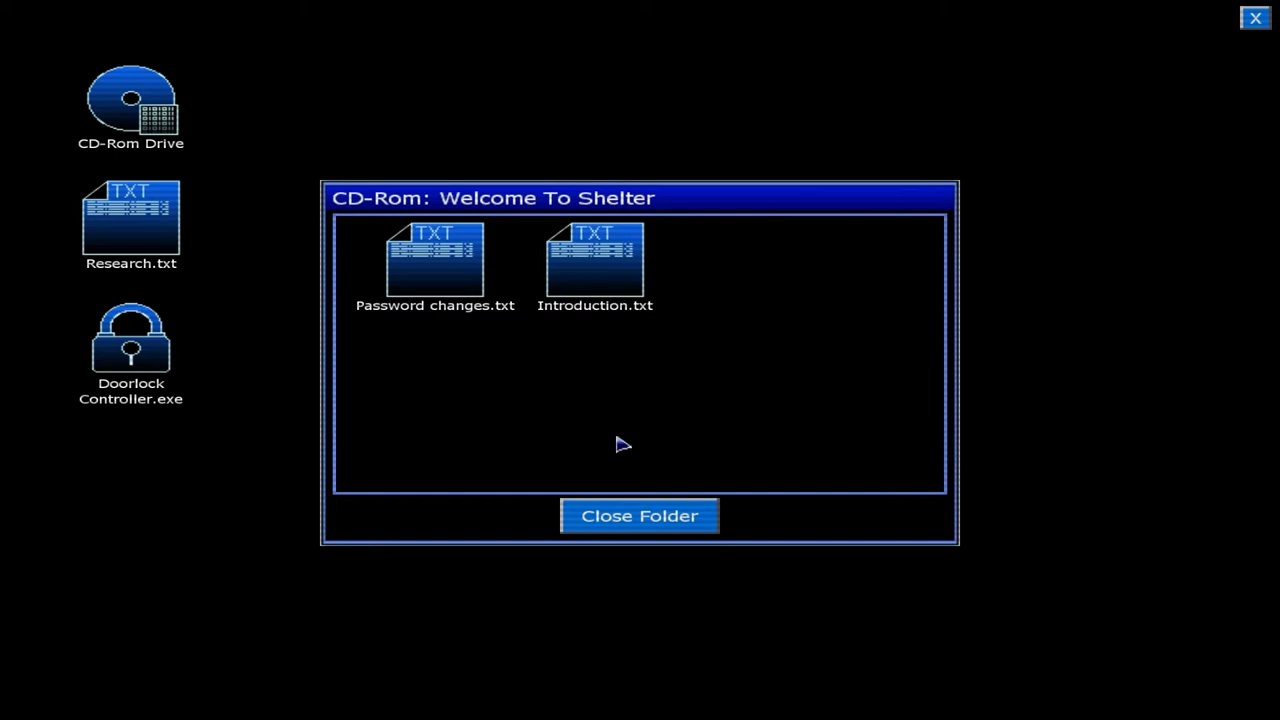 X
CD-Rom Drive
TXT
Research.txt
Doorlock
Controller.exe
CD-Rom: Welcome To Shelter
TXT
Password changes.txt
TXT
Introduction.txt
Close Folder